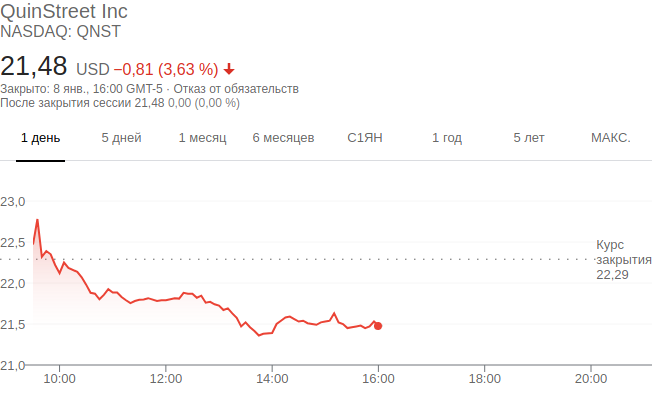 QuinStreet Inc
NASDAQ: QNST
21,48 USD −0,81 (3,63 %)
Закрыто: 8 янв., 16:00 GMT-5 · Отказ от обязательств
После закрытия сессии 21,48 0,00 (0,00 %)
1 день 5 дней 1 месяц 6 месяцев С1ЯН 1 год 5 лет МАКС.
23,0
22,5
22,0
21,5
21,0
Курс
закрытия
22,29
10:00 12:00 14:00 16:00 18:00 20:00